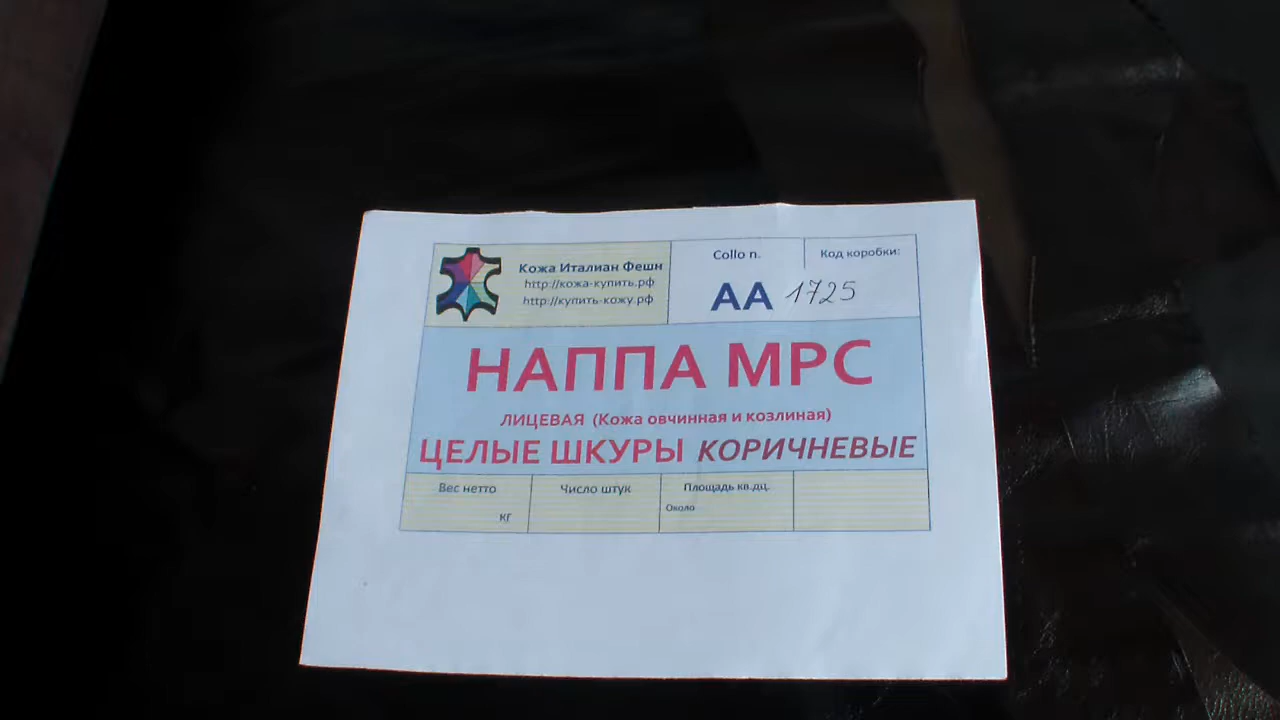 Кожа Италиан Фешн
http://кожа-купить.рф
http://купить-кожу.рф
Collo n.
Код коробки:
АА 1725
НАППА МРС
ЛИЦЕВАЯ (Кожа овчинная и козлиная)
ЦЕЛЫЕ ШКУРЫ КОРИЧНЕВЫЕ
Вес нетто
кг
Число штук
Площадь кв.дц.
Около